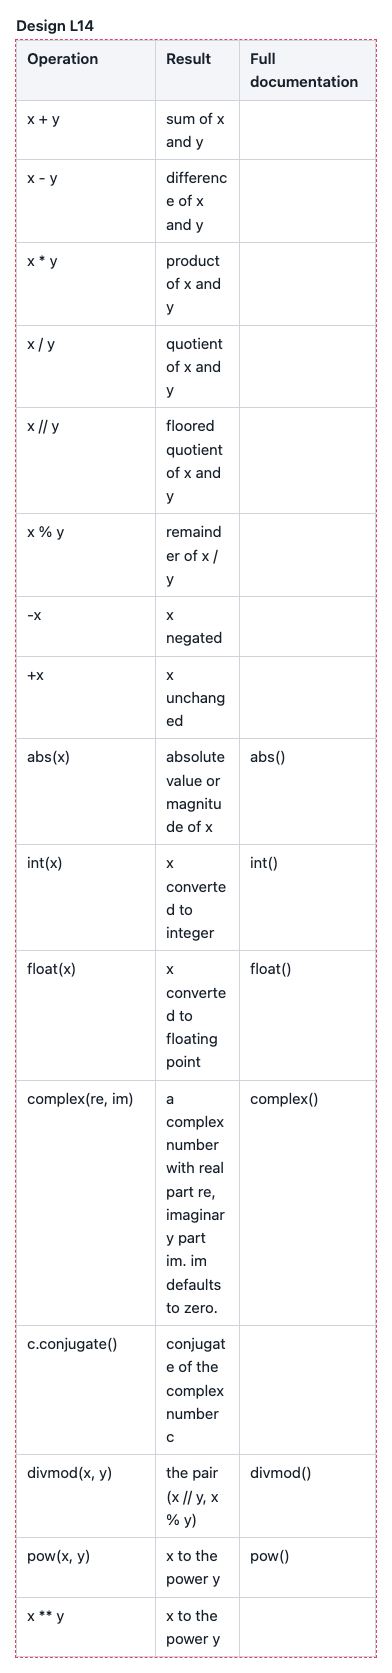 Design L14
Operation Result Full
documentation
x + y sum of x
and y
x - y differenc
e of x
and y
x * y product
of x and
y
x / y quotient
of x and
y
x // y floored
quotient
of x and
y
x % y remaind
er of x /
y
-x x
negated
+x x
unchang
ed
abs(x) absolute abs()
value or
magnitu
de of x
int(x) x int()
converte
d to
integer
float(x) x float()
converte
d to
floating
point
complex(re, im) a complex()
complex
number
with real
part re,
imaginar
y part
im. im
defaults
to zero.
c.conjugate() conjugat
e of the
complex
number
c
divmod(x, y) the pair divmod()
(x // y, x
% y)
pow(x, y) x to the pow()
power y
x ** y x to the
power y